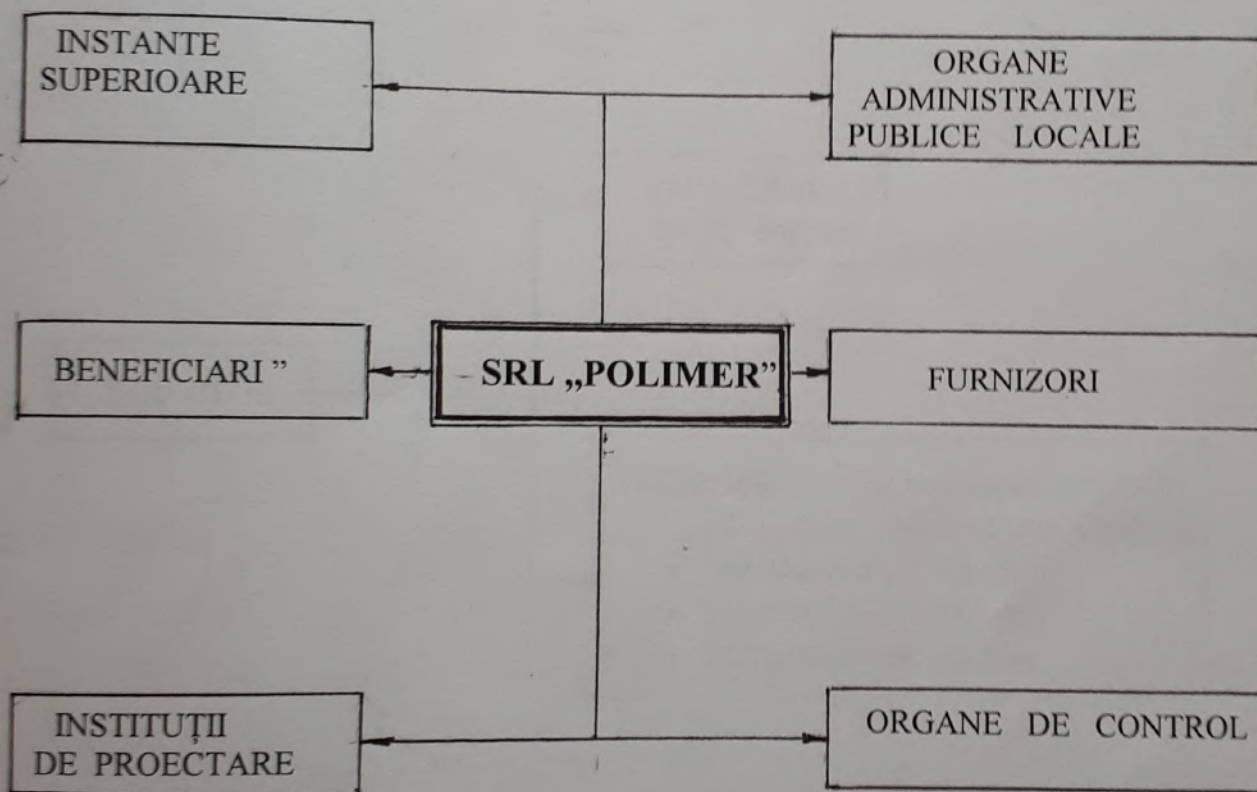 INSTANTE
SUPERIOARE
ORGANE
ADMINISTRATIVE
PUBLICE LOCALE
BENEFICIARI ”
SRL „POLIMER”
FURNIZORI
INSTITUȚII
DE PROECTARE
ORGANE DE CONTROL